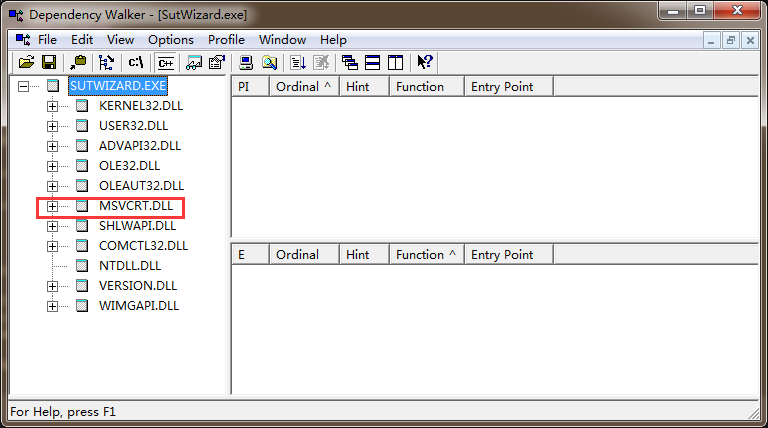 Dependency Walker - [SutWizard.exe]
File Edit View Options Profile Window Help
c:\ C++
SUTWIZARD.EXE
KERNEL32.DLL
USER32.DLL
ADVAPI32.DLL
OLE32.DLL
OLEAUT32.DLL
MSVCRT.DLL
SHLWAPI.DLL
COMCTL32.DLL
NTDLL.DLL
VERSION.DLL
WIMGAPI.DLL
PI Ordinal ^ Hint Function Entry Point
E Ordinal Hint Function ^ Entry Point
For Help, press F1